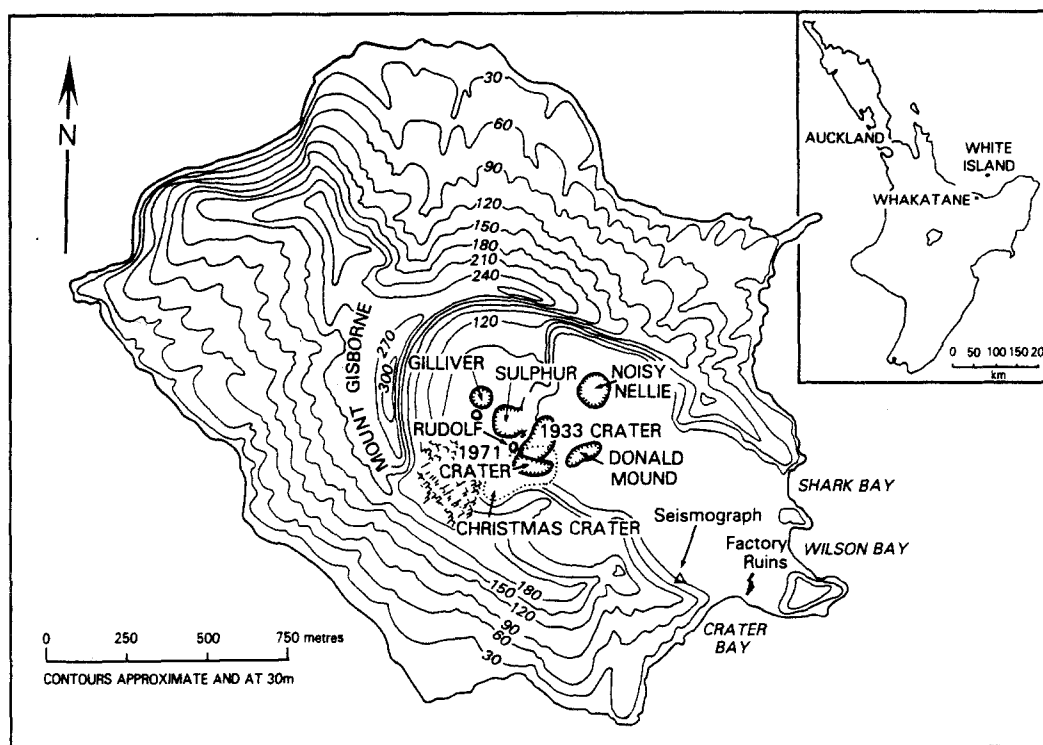 N
30
60
90
120
150
180
210
240
120
MOUNT GISBORNE
270
300
GILLIVER
SULPHUR
NOISY
NELLIE
RUDOLF
1933 CRATER
1971
CRATER
DONALD
MOUND
CHRISTMAS CRATER
Seismograph
Factory
Ruins
SHARK BAY
WILSON BAY
CRATER
BAY
180
150
120
90
60
30
0 250 500 750 metres
CONTOURS APPROXIMATE AND AT 30m
AUCKLAND
WHITE
ISLAND
WHAKATANE
0 50 100 150 20
km